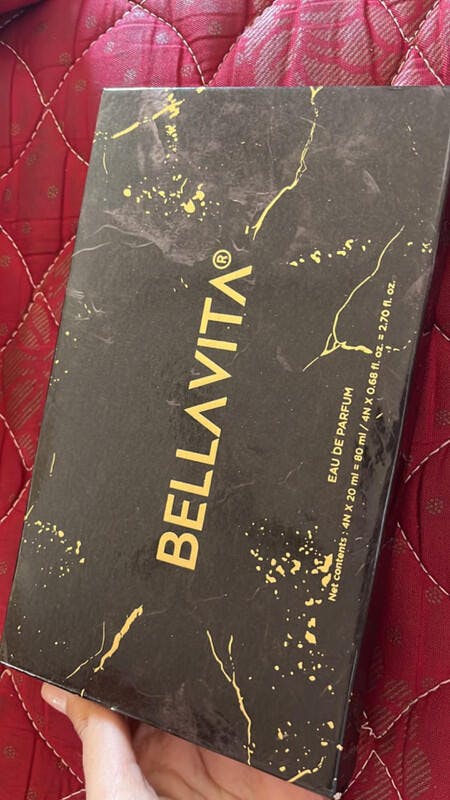 BELLAVITA®
EAU DE PARFUM
Net contents : 4N X 20 ml = 80 ml / 4N X 0.68 fl. oz. = 2.70 fl. oz.